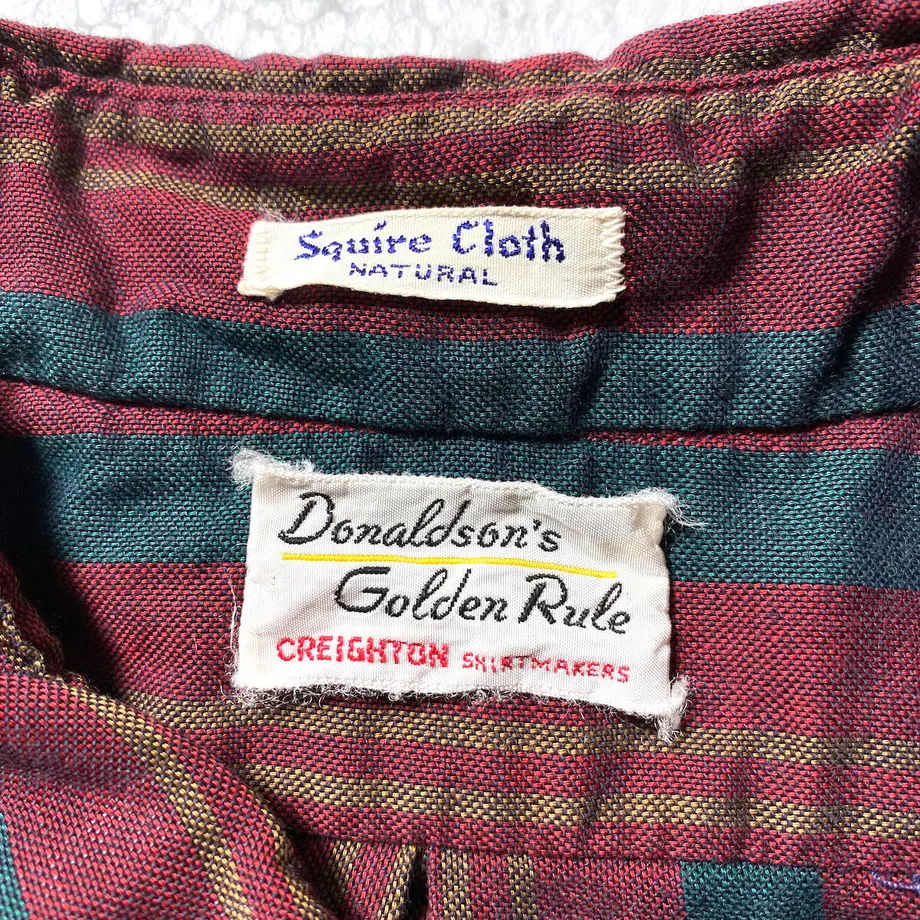 Squire Cloth
NATURAL
Donaldson's
Golden Rule
CREIGHTON SHIRTMAKERS